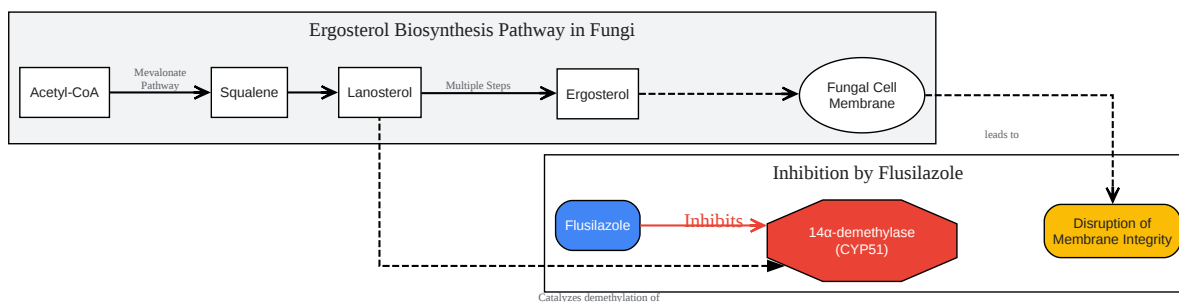 Ergosterol Biosynthesis Pathway in Fungi
Acetyl-CoA
Mevalonate
Pathway
Squalene
Lanosterol
Multiple Steps
Ergosterol
Fungal Cell
Membrane
leads to
Inhibition by Flusilazole
Flusilazole
Inhibits
14α-demethylase
(CYP51)
Disruption of
Membrane Integrity
Catalyzes demethylation of